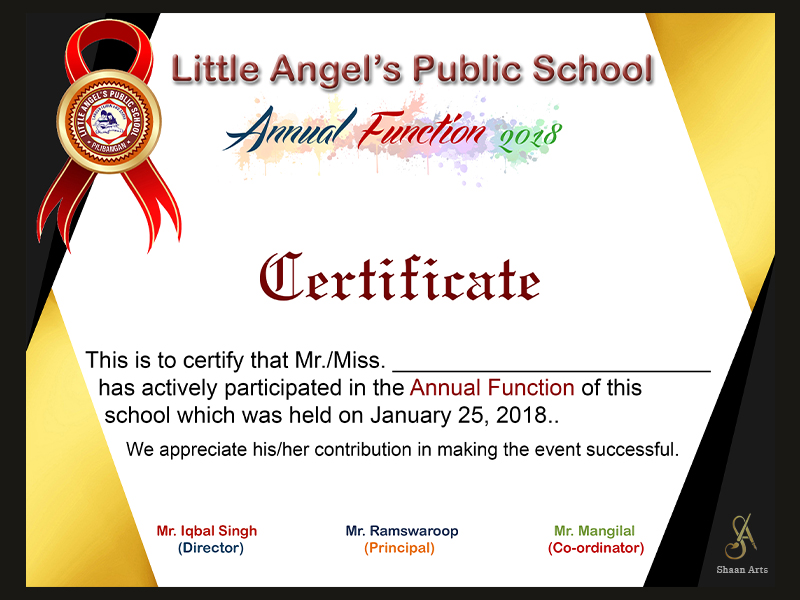 Little Angel's Public School
Annual Function 2018
LITTLE ANGEL'S PUBLIC SCHOOL
PILIBANGAN
Certificate
This is to certify that Mr./Miss. __________________________
has actively participated in the Annual Function of this
school which was held on January 25, 2018..
We appreciate his/her contribution in making the event successful.
Mr. Iqbal Singh Mr. Ramswaroop Mr. Mangilal
(Director) (Principal) (Co-ordinator)
SA
Shaan Arts